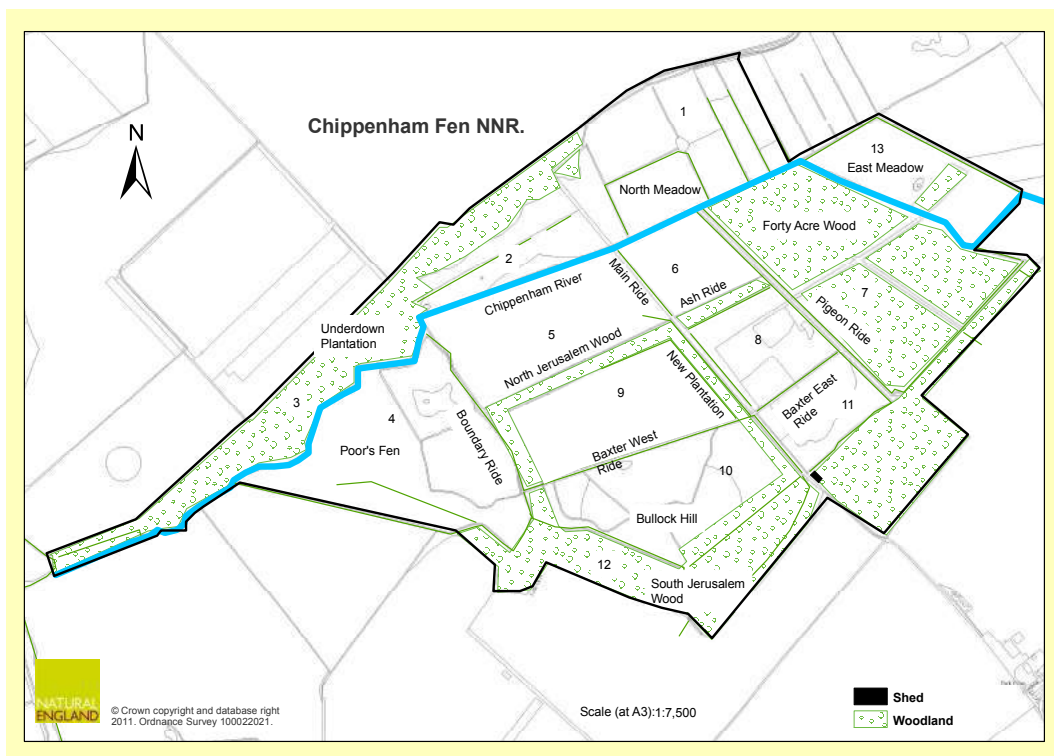 Chippenham Fen NNR.
N
1
13
East Meadow
North Meadow
Forty Acre Wood
2
Main Ride
6
Chippenham River
Ash Ride
7
Pigeon Ride
Underdown
Plantation
5
North Jerusalem Wood
8
New Plantation
9
3
4
Boundary Ride
Baxter East
Ride
11
Poor's Fen
Baxter West
Ride
10
Bullock Hill
12
South Jerusalem
Wood
NATURAL
ENGLAND
© Crown copyright and database right
2011. Ordnance Survey 100022021.
Scale (at A3):1:7,500
Shed
Woodland